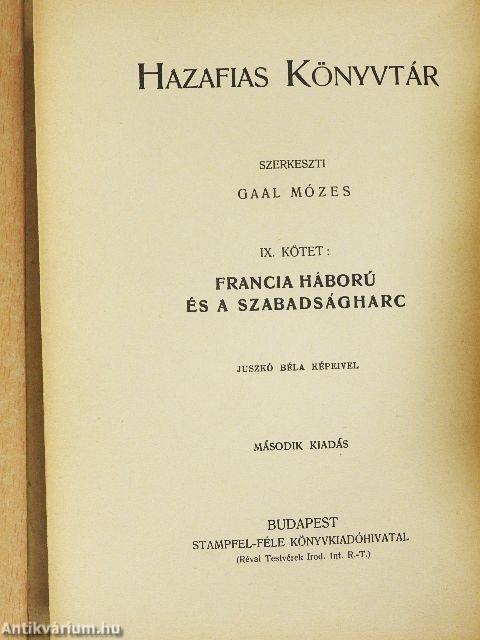 HAZAFIAS KÖNYVTÁR
SZERKESZTI
GAAL MÓZES
IX. KÖTET:
FRANCIA HÁBORÚ
ÉS A SZABADSÁGHARC
JUSZKÓ BÉLA KÉPEIVEL
MÁSODIK KIADÁS
BUDAPEST
STAMPFEL-FÉLE KÖNYVKIADÓHIVATAL
(Révai Testvérek Irod. Int. R.-T.)
Antikvárium.hu